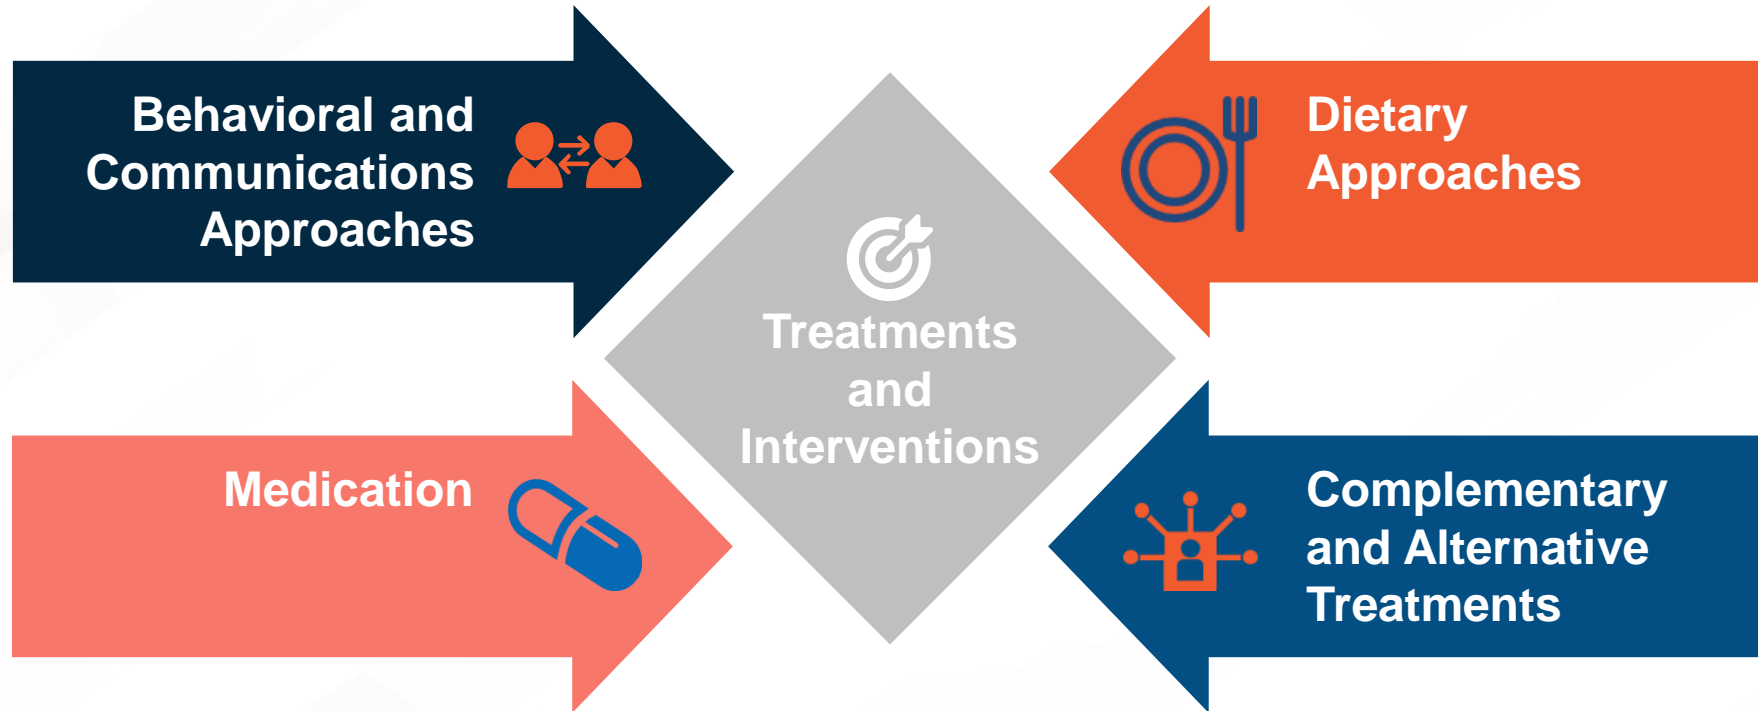 Behavioral and
Communications
Approaches
Dietary
Approaches
Treatments
and
Interventions
Medication
Complementary
and Alternative
Treatments